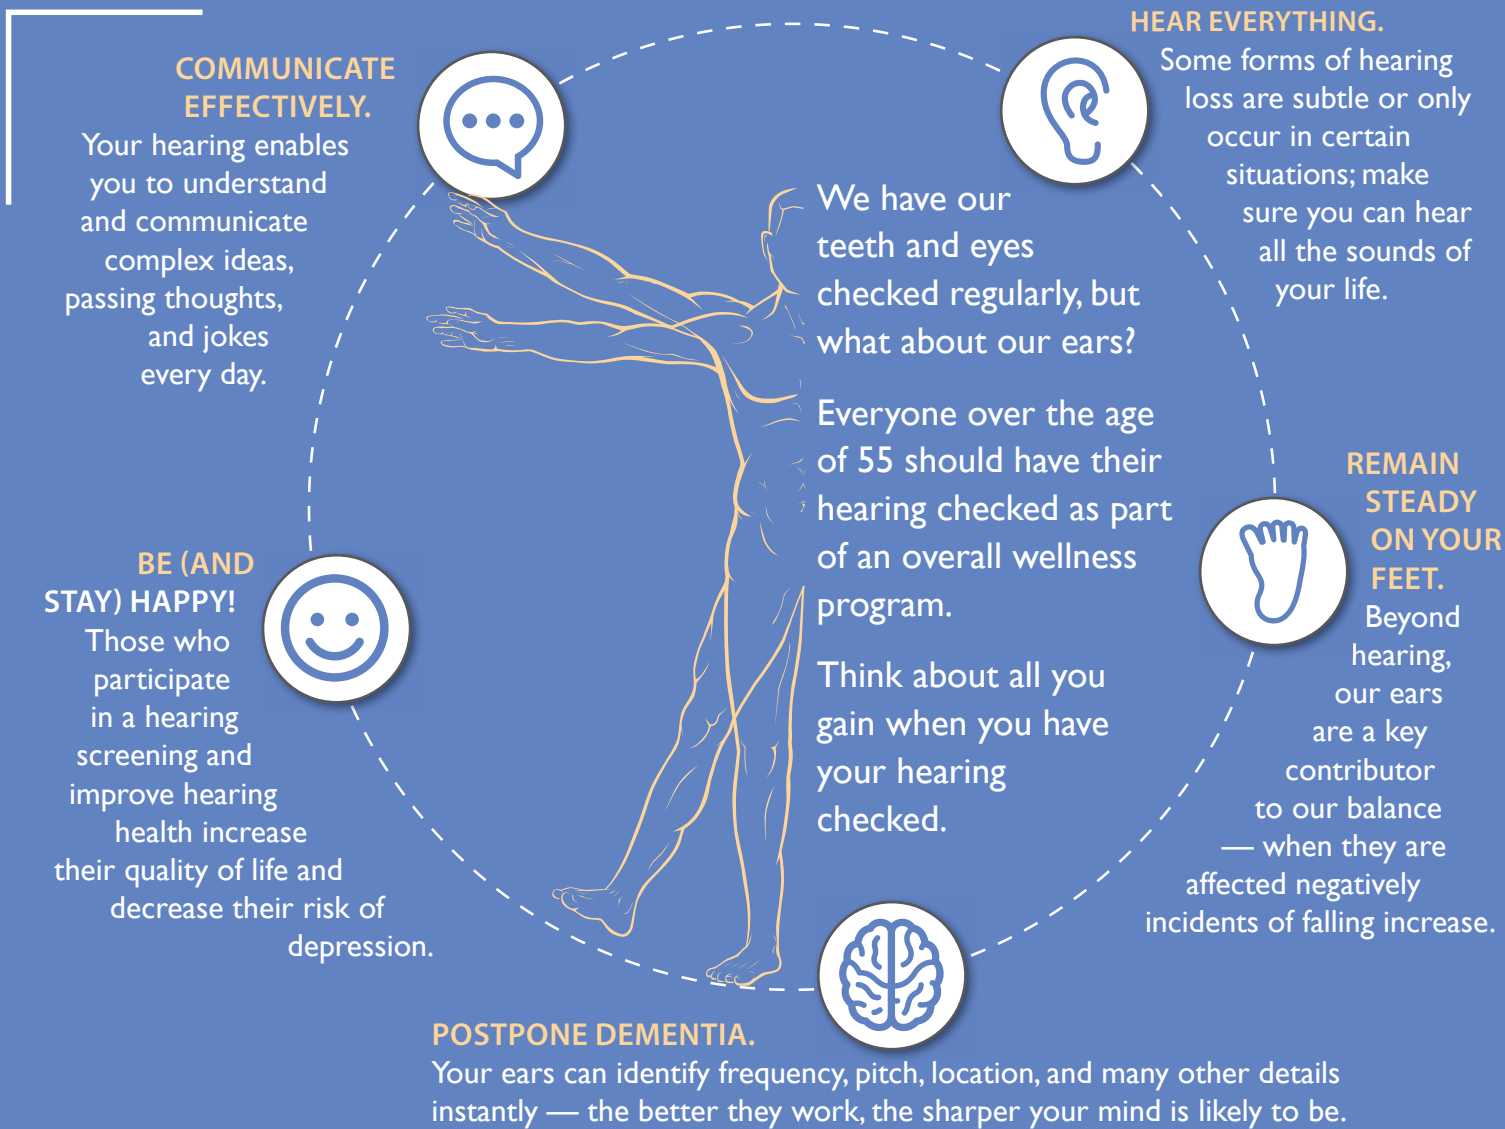 COMMUNICATE
EFFECTIVELY.
Your hearing enables
you to understand
and communicate
complex ideas,
passing thoughts,
and jokes
every day.
HEAR EVERYTHING.
Some forms of hearing
loss are subtle or only
occur in certain
situations; make
sure you can hear
all the sounds of
your life.
We have our
teeth and eyes
checked regularly, but
what about our ears?
Everyone over the age
of 55 should have their
hearing checked as part
of an overall wellness
program.
Think about all you
gain when you have
your hearing
checked.
REMAIN
STEADY
ON YOUR
FEET.
Beyond
hearing,
our ears
are a key
contributor
to our balance
— when they are
affected negatively
incidents of falling increase.
BE (AND
STAY) HAPPY!
Those who
participate
in a hearing
screening and
improve hearing
health increase
their quality of life and
decrease their risk of
depression.
POSTPONE DEMENTIA.
Your ears can identify frequency, pitch, location, and many other details
instantly — the better they work, the sharper your mind is likely to be.